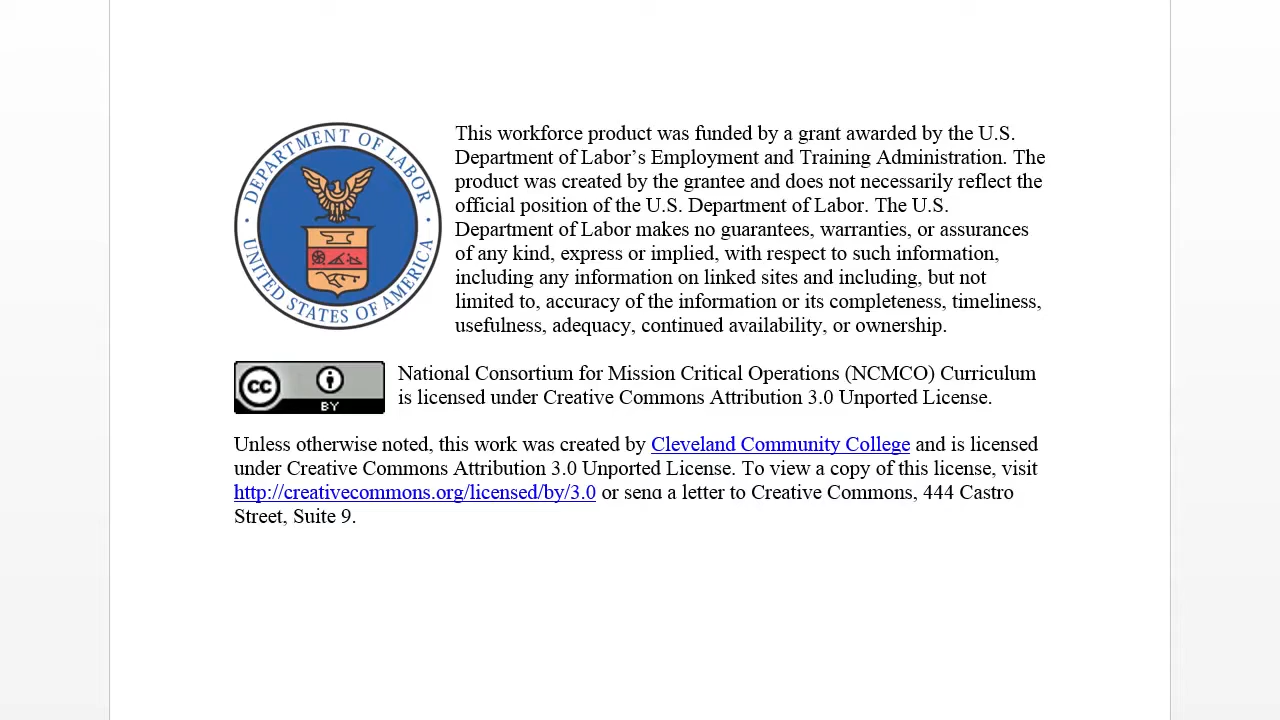 DEPARTMENT OF LABOR
UNITED STATES OF AMERICA
This workforce product was funded by a grant awarded by the U.S.
Department of Labor’s Employment and Training Administration. The
product was created by the grantee and does not necessarily reflect the
official position of the U.S. Department of Labor. The U.S.
Department of Labor makes no guarantees, warranties, or assurances
of any kind, express or implied, with respect to such information,
including any information on linked sites and including, but not
limited to, accuracy of the information or its completeness, timeliness,
usefulness, adequacy, continued availability, or ownership.
cc
BY
National Consortium for Mission Critical Operations (NCMCO) Curriculum
is licensed under Creative Commons Attribution 3.0 Unported License.
Unless otherwise noted, this work was created by Cleveland Community College and is licensed
under Creative Commons Attribution 3.0 Unported License. To view a copy of this license, visit
http://creativecommons.org/licensed/by/3.0 or send a letter to Creative Commons, 444 Castro
Street, Suite 9.